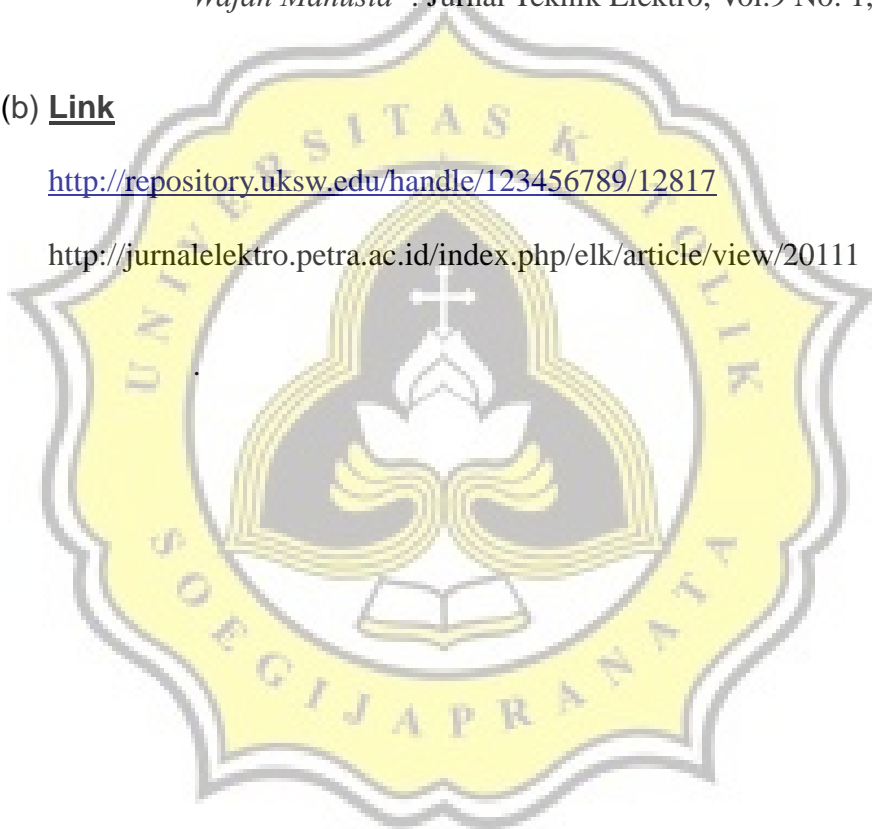 Wajah Manusia". Jurnal Teknik Elektro, Vol.9 No. 1,
(b) Link
http://repository.uksw.edu/handle/123456789/12817
http://jurnalelektro.petra.ac.id/index.php/elk/article/view/20111
.
UNIVERSITAS KATOLIK
SOEGIJAPRANATA